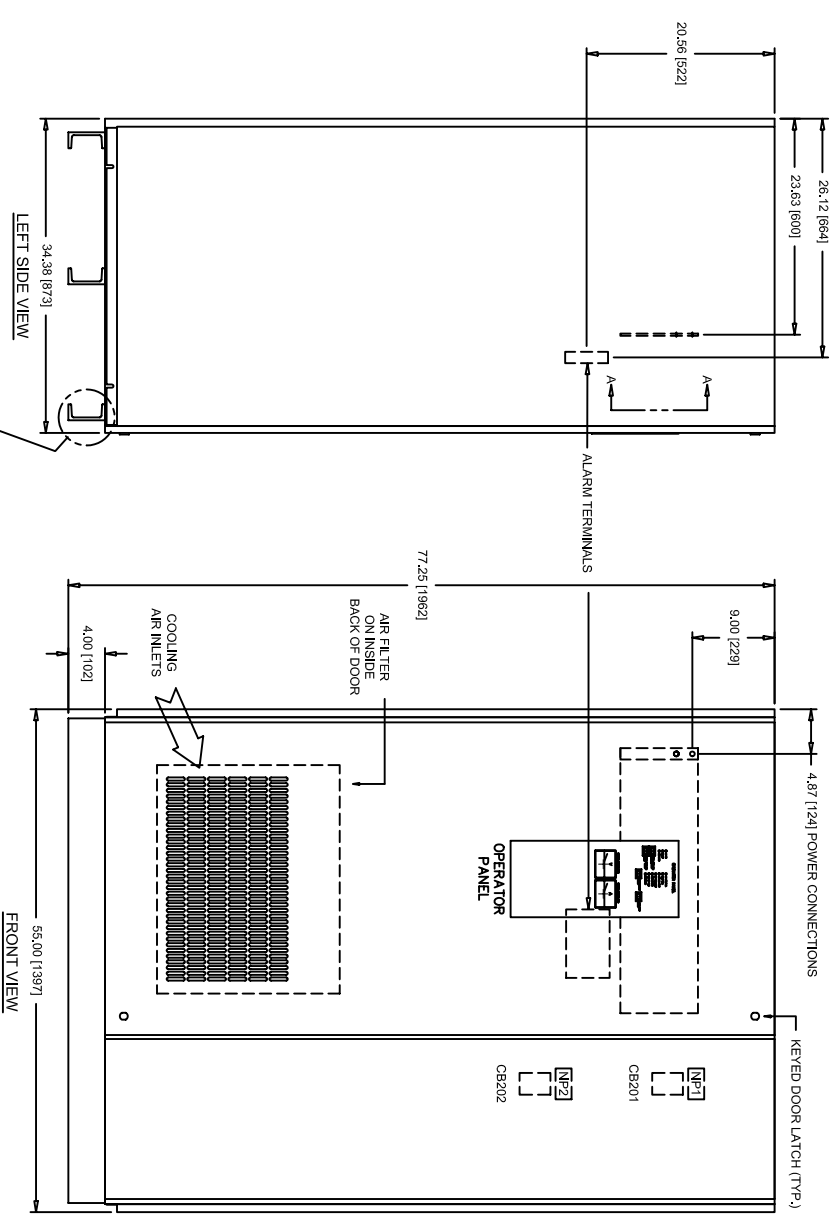 26.12 [664]
23.63 [600]
20.56 [522]
A
A
ALARM TERMINALS
34.38 [873]
LEFT SIDE VIEW
4.87 [124] POWER CONNECTIONS
KEYED DOOR LATCH (TYP.)
9.00 [229]
77.25 [1962]
NP1
CB201
NP2
CB202
OPERATOR
PANEL
AIR FILTER
ON INSIDE
BACK OF DOOR
COOLING
AIR INLETS
4.00 [102]
55.00 [1397]
FRONT VIEW